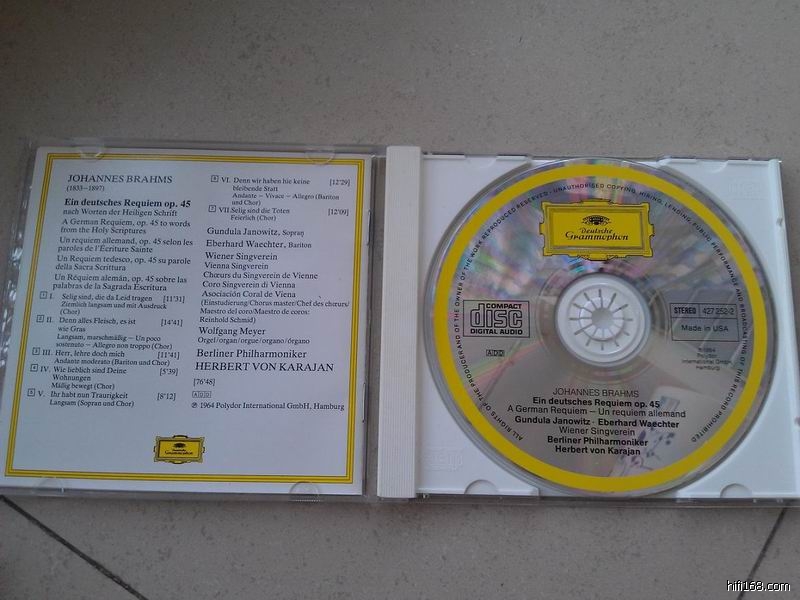 JOHANNES BRAHMS
(1833–1897)
Ein deutsches Requiem op. 45
nach Worten der Heiligen Schrift
A German Requiem, op. 45 to words
from the Holy Scriptures
Un requiem allemand, op. 45 selon les
paroles de l'Écriture Sainte
Un Requiem tedesco, op. 45 su parole
della Sacra Scrittura
Un Réquiem alemán, op. 45 sobre las
palabras de la Sagrada Escritura
1 I. Selig sind, die da Leid tragen [11'31]
Ziemlich langsam und mit Ausdruck
(Chor)
2 II. Denn alles Fleisch, es ist [14'41]
wie Gras
Langsam, marschmäßig – Un poco
sostenuto – Allegro non troppo (Chor)
3 III. Herr, lehre doch mich [11'41]
Andante moderato (Bariton und Chor)
4 IV. Wie lieblich sind Deine [5'39]
Wohnungen
Mäßig bewegt (Chor)
5 V. Ihr habt nun Traurigkeit [8'12]
Langsam (Sopran und Chor)
6 VI. Denn wir haben hie keine [12'29]
bleibende Statt
Andante – Vivace – Allegro (Bariton
und Chor)
7 VII. Selig sind die Toten [12'09]
Feierlich (Chor)
Gundula Janowitz, Sopran
Eberhard Waechter, Bariton
Wiener Singverein
Vienna Singverein
Chœurs du Singverein de Vienne
Coro Singverein di Vienna
Asociación Coral de Viena
(Einstudierung/Chorus master/Chef des chœurs/
Maestro del coro/Maestro de coros:
Reinhold Schmid)
Wolfgang Meyer
Orgel/organ/orgue/organo/órgano
Berliner Philharmoniker
HERBERT VON KARAJAN
[76'48]
ADD
℗ 1964 Polydor International GmbH, Hamburg
Deutsche
Grammophon
ALL RIGHTS OF THE PRODUCER AND OF THE OWNER OF THE WORK REPRODUCED RESERVED · UNAUTHORISED COPYING, HIRING, LENDING, PUBLIC PERFORMANCE AND BROADCASTING OF THIS RECORD PROHIBITED
Deutsche
Grammophon
COMPACT
disc
DIGITAL AUDIO
STEREO 427 252-2
Made in USA
ADD
℗ 1964
Polydor
International GmbH
Hamburg
JOHANNES BRAHMS
Ein deutsches Requiem op. 45
A German Requiem – Un requiem allemand
Gundula Janowitz · Eberhard Waechter
Wiener Singverein
Berliner Philharmoniker
Herbert von Karajan
hifi168.com